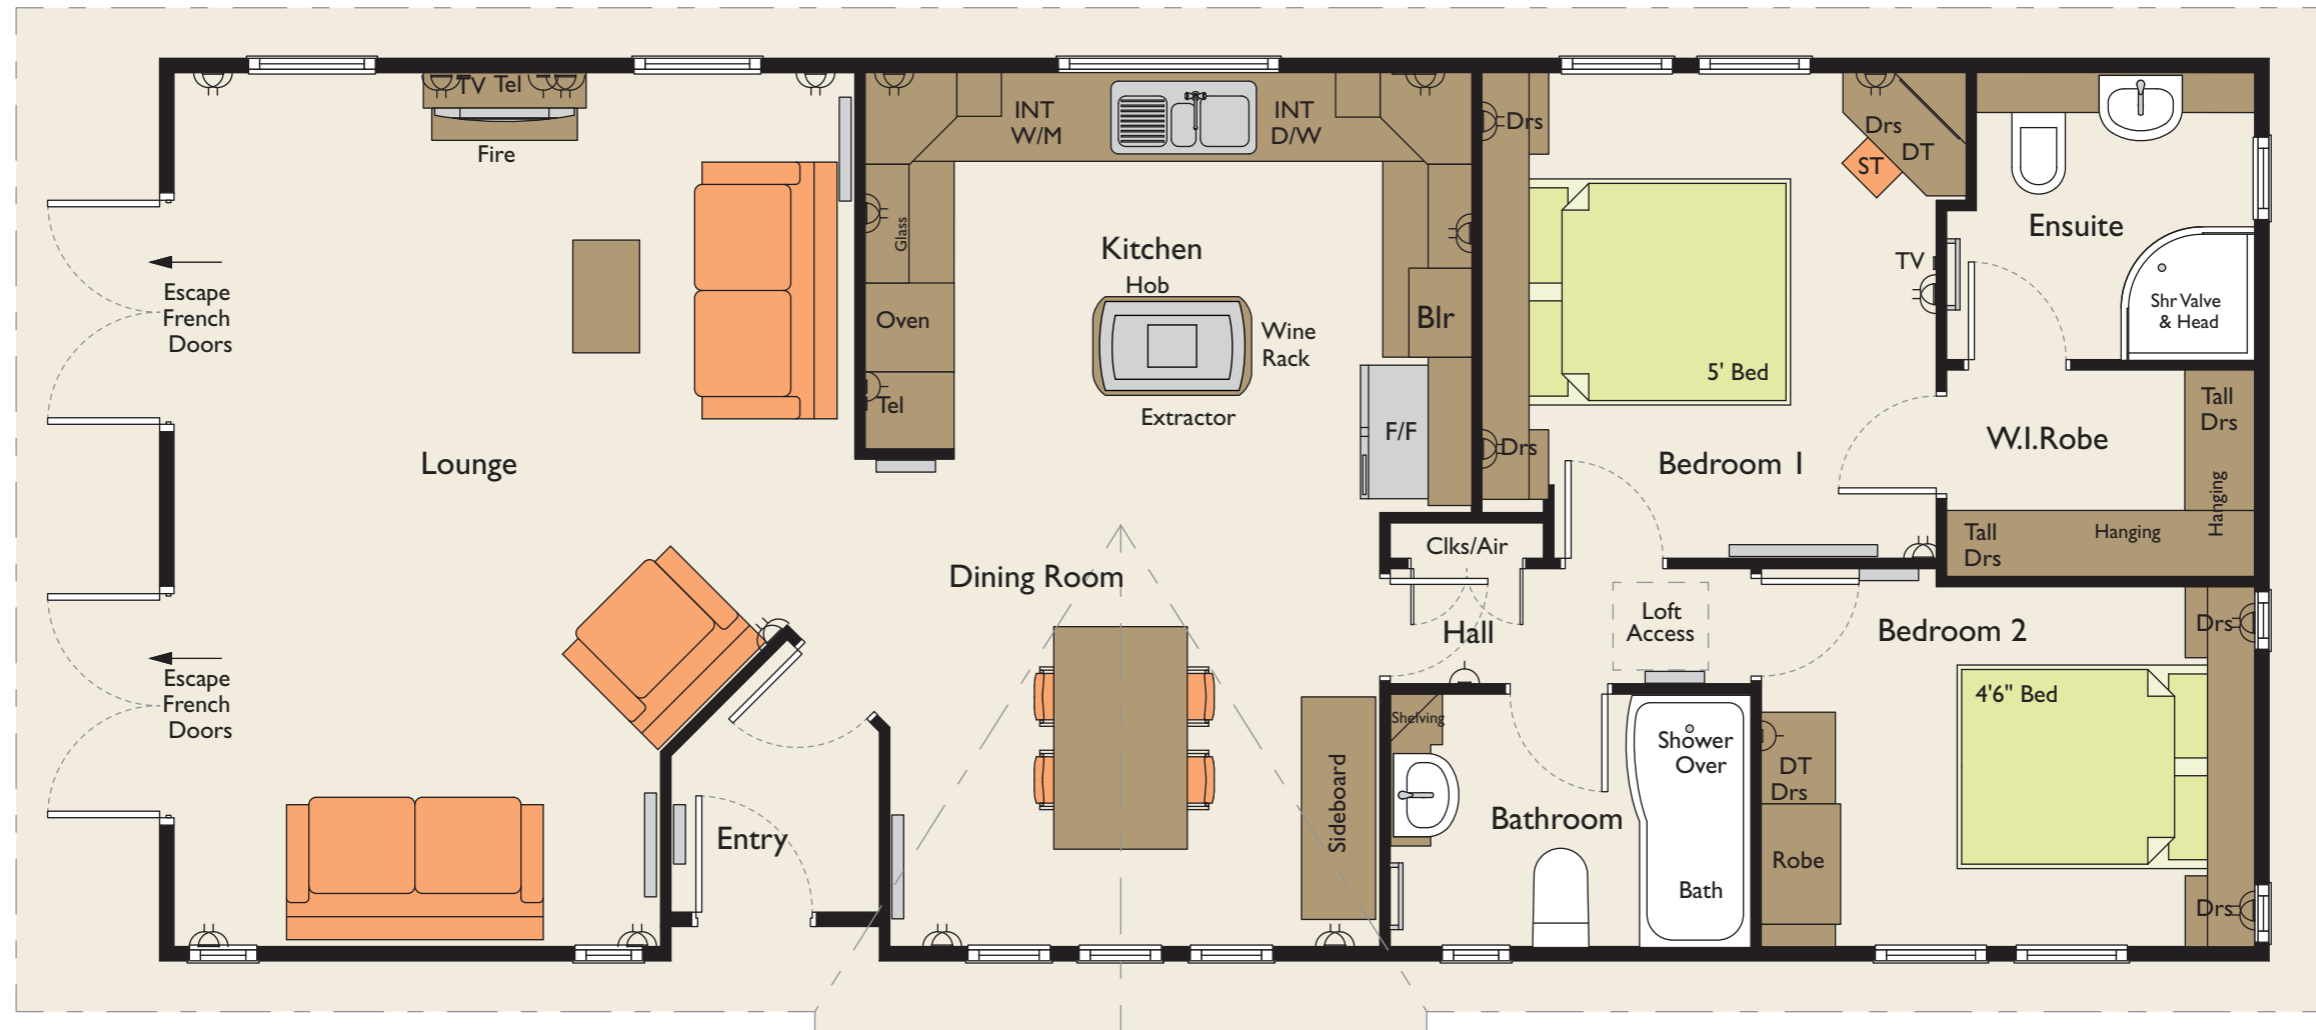 TV Tel
Fire
Escape
French
Doors
Lounge
Escape
French
Doors
Entry
INT
W/M
INT
D/W
Glass
Oven
Tel
Kitchen
Hob
Wine
Rack
Extractor
Blr
F/F
Dining Room
Sideboard
Clks/Air
Hall
Loft
Access
Shelving
Bathroom
Shower
Over
Bath
Drs
Drs
5' Bed
Bedroom 1
Drs
DT
ST
TV
Ensuite
Shr Valve
& Head
W.I.Robe
Tall
Drs
Hanging
Tall
Drs
Hanging
Bedroom 2
4'6" Bed
Drs
Drs
DT
Drs
Robe